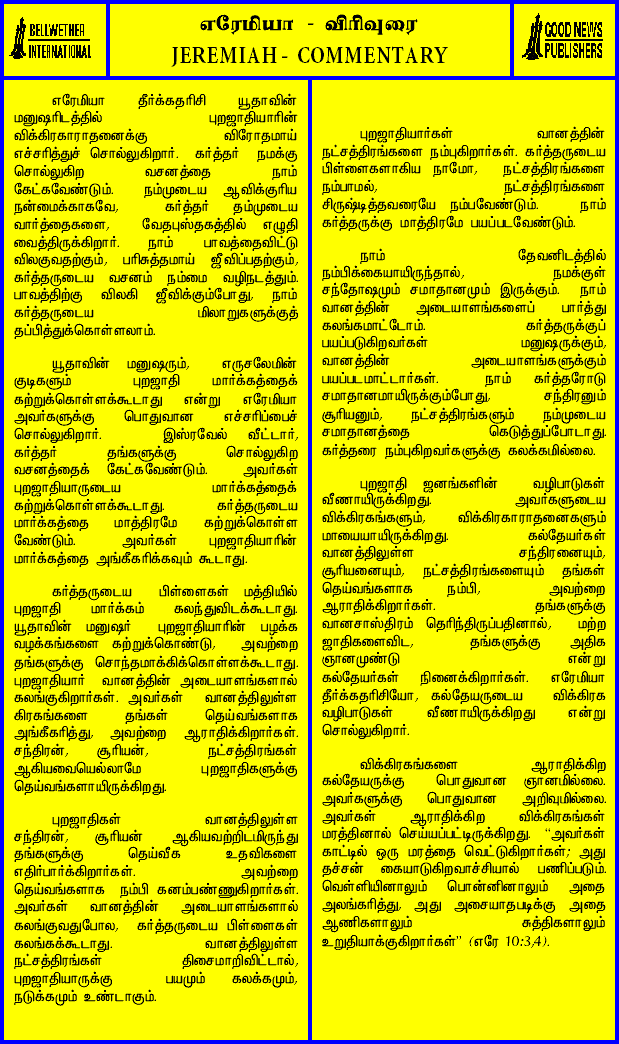 BELLWETHER
INTERNATIONAL
எரேமியா - விரிவுரை
JEREMIAH - COMMENTARY
GOOD NEWS
PUBLISHERS
எரேமியா தீர்க்கதரிசி யூதாவின்
மனுஷரிடத்தில் புறஜாதியாரின்
விக்கிரகாராதனைக்கு விரோதமாய்
எச்சரித்துச் சொல்லுகிறார். கர்த்தர் நமக்கு
சொல்லுகிற வசனத்தை நாம்
கேட்கவேண்டும். நம்முடைய ஆவிக்குரிய
நன்மைக்காகவே, கர்த்தர் தம்முடைய
வார்த்தைகளை, வேதபுஸ்தகத்தில் எழுதி
வைத்திருக்கிறார். நாம் பாவத்தைவிட்டு
விலகுவதற்கும், பரிசுத்தமாய் ஜீவிப்பதற்கும்,
கர்த்தருடைய வசனம் நம்மை வழிநடத்தும்.
பாவத்திற்கு விலகி ஜீவிக்கும்போது, நாம்
கர்த்தருடைய மிலாறுகளுக்குத்
தப்பித்துக்கொள்ளலாம்.
யூதாவின் மனுஷரும், எருசலேமின்
குடிகளும் புறஜாதி மார்க்கத்தைக்
கற்றுக்கொள்ளக்கூடாது என்று எரேமியா
அவர்களுக்கு பொதுவான எச்சரிப்பைச்
சொல்லுகிறார். இஸ்ரவேல் வீட்டார்,
கர்த்தர் தங்களுக்கு சொல்லுகிற
வசனத்தைக் கேட்கவேண்டும். அவர்கள்
புறஜாதியாருடைய மார்க்கத்தைக்
கற்றுக்கொள்ளக்கூடாது. கர்த்தருடைய
மார்க்கத்தை மாத்திரமே கற்றுக்கொள்ள
வேண்டும். அவர்கள் புறஜாதியாரின்
மார்க்கத்தை அங்கீகரிக்கவும் கூடாது.
கர்த்தருடைய பிள்ளைகள் மத்தியில்
புறஜாதி மார்க்கம் கலந்துவிடக்கூடாது.
யூதாவின் மனுஷர் புறஜாதியாரின் பழக்க
வழக்கங்களை கற்றுக்கொண்டு, அவற்றை
தங்களுக்கு சொந்தமாக்கிக்கொள்ளக்கூடாது.
புறஜாதியார் வானத்தின் அடையாளங்களால்
கலங்குகிறார்கள். அவர்கள் வானத்திலுள்ள
கிரகங்களை தங்கள் தெய்வங்களாக
அங்கீகரித்து, அவற்றை ஆராதிக்கிறார்கள்.
சந்திரன், சூரியன், நட்சத்திரங்கள்
ஆகியவையெல்லாமே புறஜாதிகளுக்கு
தெய்வங்களாயிருக்கிறது.
புறஜாதிகள் வானத்திலுள்ள
சந்திரன், சூரியன் ஆகியவற்றிடமிருந்து
தங்களுக்கு தெய்வீக உதவிகளை
எதிர்பார்க்கிறார்கள். அவற்றை
தெய்வங்களாக நம்பி கனம்பண்ணுகிறார்கள்.
அவர்கள் வானத்தின் அடையாளங்களால்
கலங்குவதுபோல, கர்த்தருடைய பிள்ளைகள்
கலங்கக்கூடாது. வானத்திலுள்ள
நட்சத்திரங்கள் திசைமாறிவிட்டால்,
புறஜாதியாருக்கு பயமும் கலக்கமும்,
நடுக்கமும் உண்டாகும்.
புறஜாதியார்கள் வானத்தின்
நட்சத்திரங்களை நம்புகிறார்கள். கர்த்தருடைய
பிள்ளைகளாகிய நாமோ, நட்சத்திரங்களை
நம்பாமல், நட்சத்திரங்களை
சிருஷ்டித்தவரையே நம்பவேண்டும். நாம்
கர்த்தருக்கு மாத்திரமே பயப்படவேண்டும்.
நாம் தேவனிடத்தில்
நம்பிக்கையாயிருந்தால், நமக்குள்
சந்தோஷமும் சமாதானமும் இருக்கும். நாம்
வானத்தின் அடையாளங்களைப் பார்த்து
கலங்கமாட்டோம். கர்த்தருக்குப்
பயப்படுகிறவர்கள் மனுஷருக்கும்,
வானத்தின் அடையாளங்களுக்கும்
பயப்படமாட்டார்கள். நாம் கர்த்தரோடு
சமாதானமாயிருக்கும்போது, சந்திரனும்
சூரியனும், நட்சத்திரங்களும் நம்முடைய
சமாதானத்தை கெடுத்துப்போடாது.
கர்த்தரை நம்புகிறவர்களுக்கு கலக்கமில்லை.
புறஜாதி ஜனங்களின் வழிபாடுகள்
வீணாயிருக்கிறது. அவர்களுடைய
விக்கிரகங்களும், விக்கிரகாராதனைகளும்
மாயையாயிருக்கிறது. கல்தேயர்கள்
வானத்திலுள்ள சந்திரனையும்,
சூரியனையும், நட்சத்திரங்களையும் தங்கள்
தெய்வங்களாக நம்பி, அவற்றை
ஆராதிக்கிறார்கள். தங்களுக்கு
வானசாஸ்திரம் தெரிந்திருப்பதினால், மற்ற
ஜாதிகளைவிட, தங்களுக்கு அதிக
ஞானமுண்டு என்று
கல்தேயர்கள் நினைக்கிறார்கள். எரேமியா
தீர்க்கதரிசியோ, கல்தேயருடைய விக்கிரக
வழிபாடுகள் வீணாயிருக்கிறது என்று
சொல்லுகிறார்.
விக்கிரகங்களை ஆராதிக்கிற
கல்தேயருக்கு பொதுவான ஞானமில்லை.
அவர்களுக்கு பொதுவான அறிவுமில்லை.
அவர்கள் ஆராதிக்கிற விக்கிரகங்கள்
மரத்தினால் செய்யப்பட்டிருக்கிறது. "அவர்கள்
காட்டில் ஒரு மரத்தை வெட்டுகிறார்கள்; அது
தச்சன் கையாடுகிறவாச்சியால் பணிப்படும்.
வெள்ளியினாலும் பொன்னினாலும் அதை
அலங்கரித்து, அது அசையாதபடிக்கு அதை
ஆணிகளாலும் சுத்திகளாலும்
உறுதியாக்குகிறார்கள்" (எரே 10:3,4).